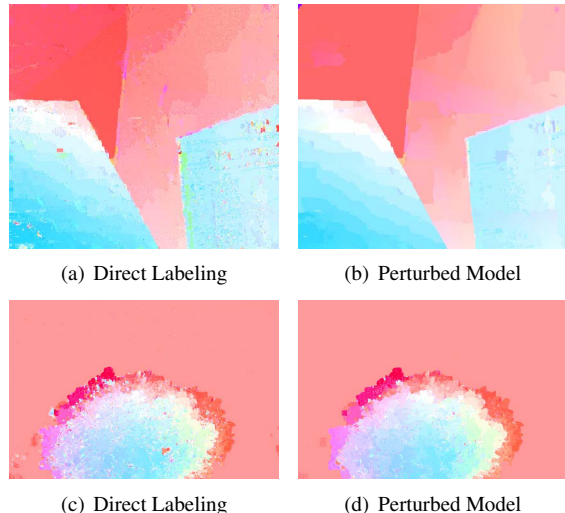 (a) Direct Labeling (b) Perturbed Model
(c) Direct Labeling (d) Perturbed Model